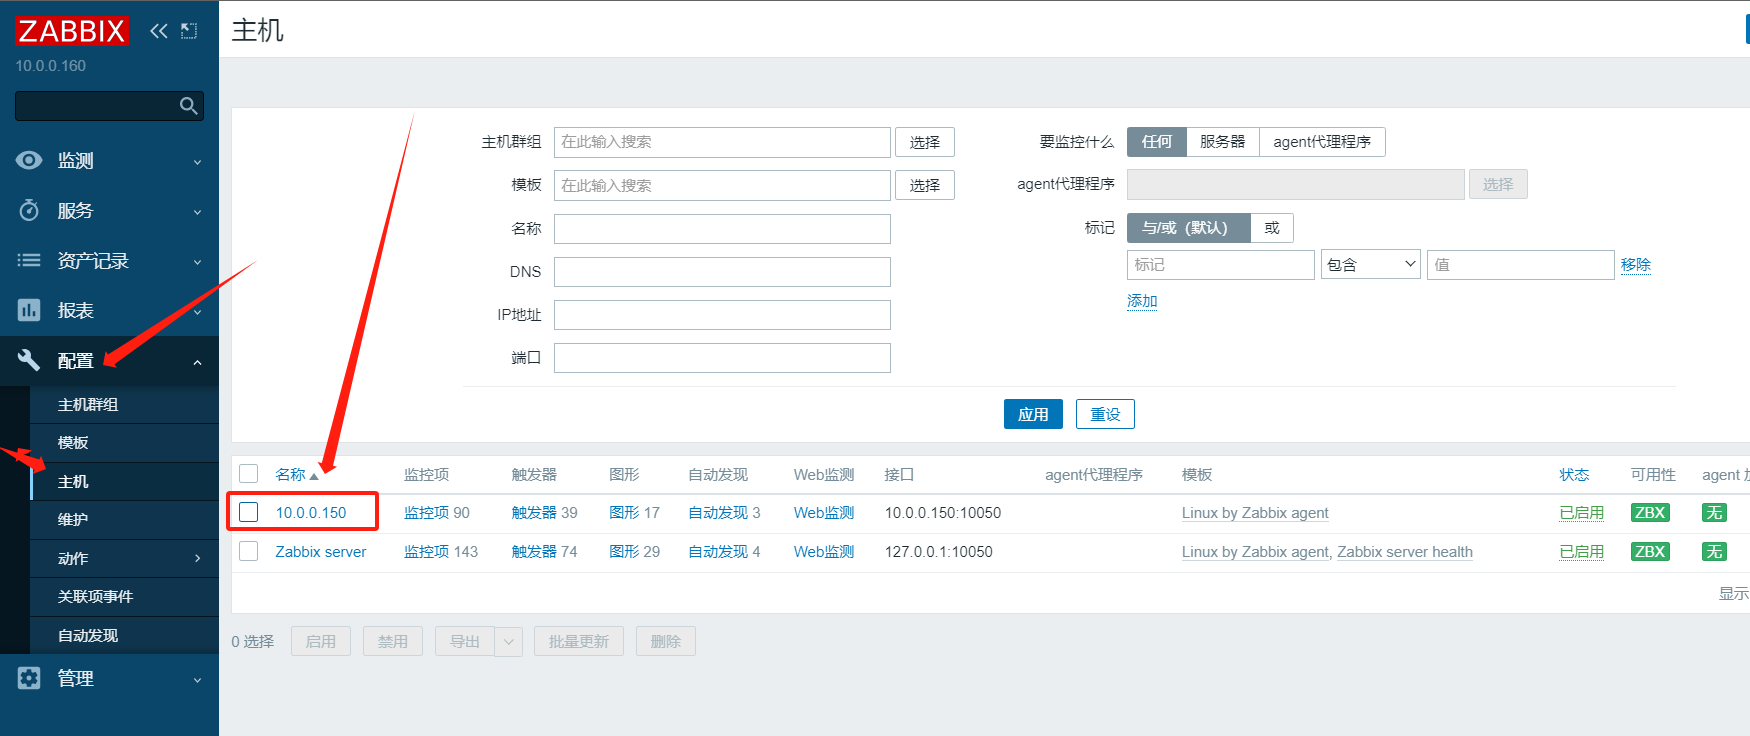 ZABBIX
10.0.0.160
监测
服务
资产记录
报表
配置
主机群组
模板
主机
维护
动作
关联项事件
自动发现
管理
主机
主机群组 在此输入搜索 选择
模板 在此输入搜索 选择
名称
DNS
IP地址
端口
要监控什么 任何 服务器 agent代理程序
agent代理程序 选择
标记 与/或（默认） 或
标记 包含 值 移除
添加
应用 重设
名称 监控项 触发器 图形 自动发现 Web监测 接口 agent代理程序 模板 状态 可用性 agent
10.0.0.150 监控项 90 触发器 39 图形 17 自动发现 3 Web监测 10.0.0.150:10050 Linux by Zabbix agent 已启用 ZBX 无
Zabbix server 监控项 143 触发器 74 图形 29 自动发现 4 Web监测 127.0.0.1:10050 Linux by Zabbix agent, Zabbix server health 已启用 ZBX 无
显示
0 选择 启用 禁用 导出 批量更新 删除